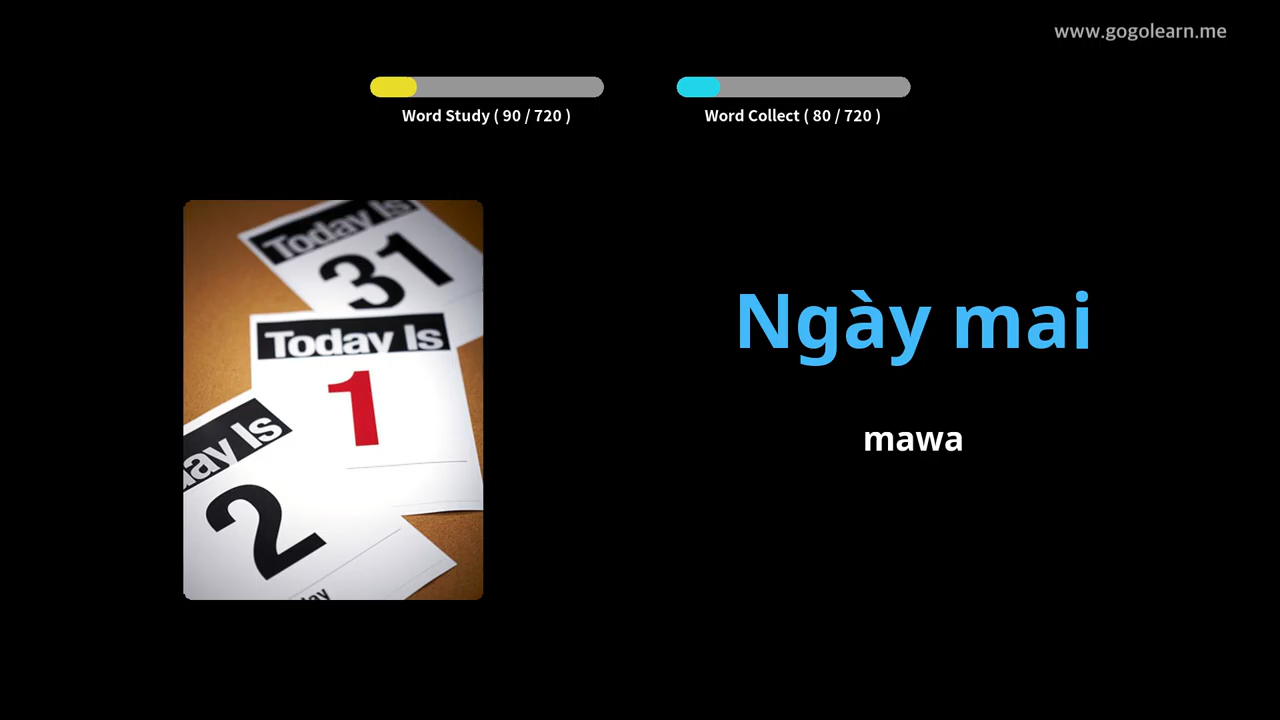 www.gogolearn.me
Word Study ( 90 / 720 )
Word Collect ( 80 / 720 )
Today Is
31
Today Is
1
ay Is
2
ay
Ngày mai
mawa